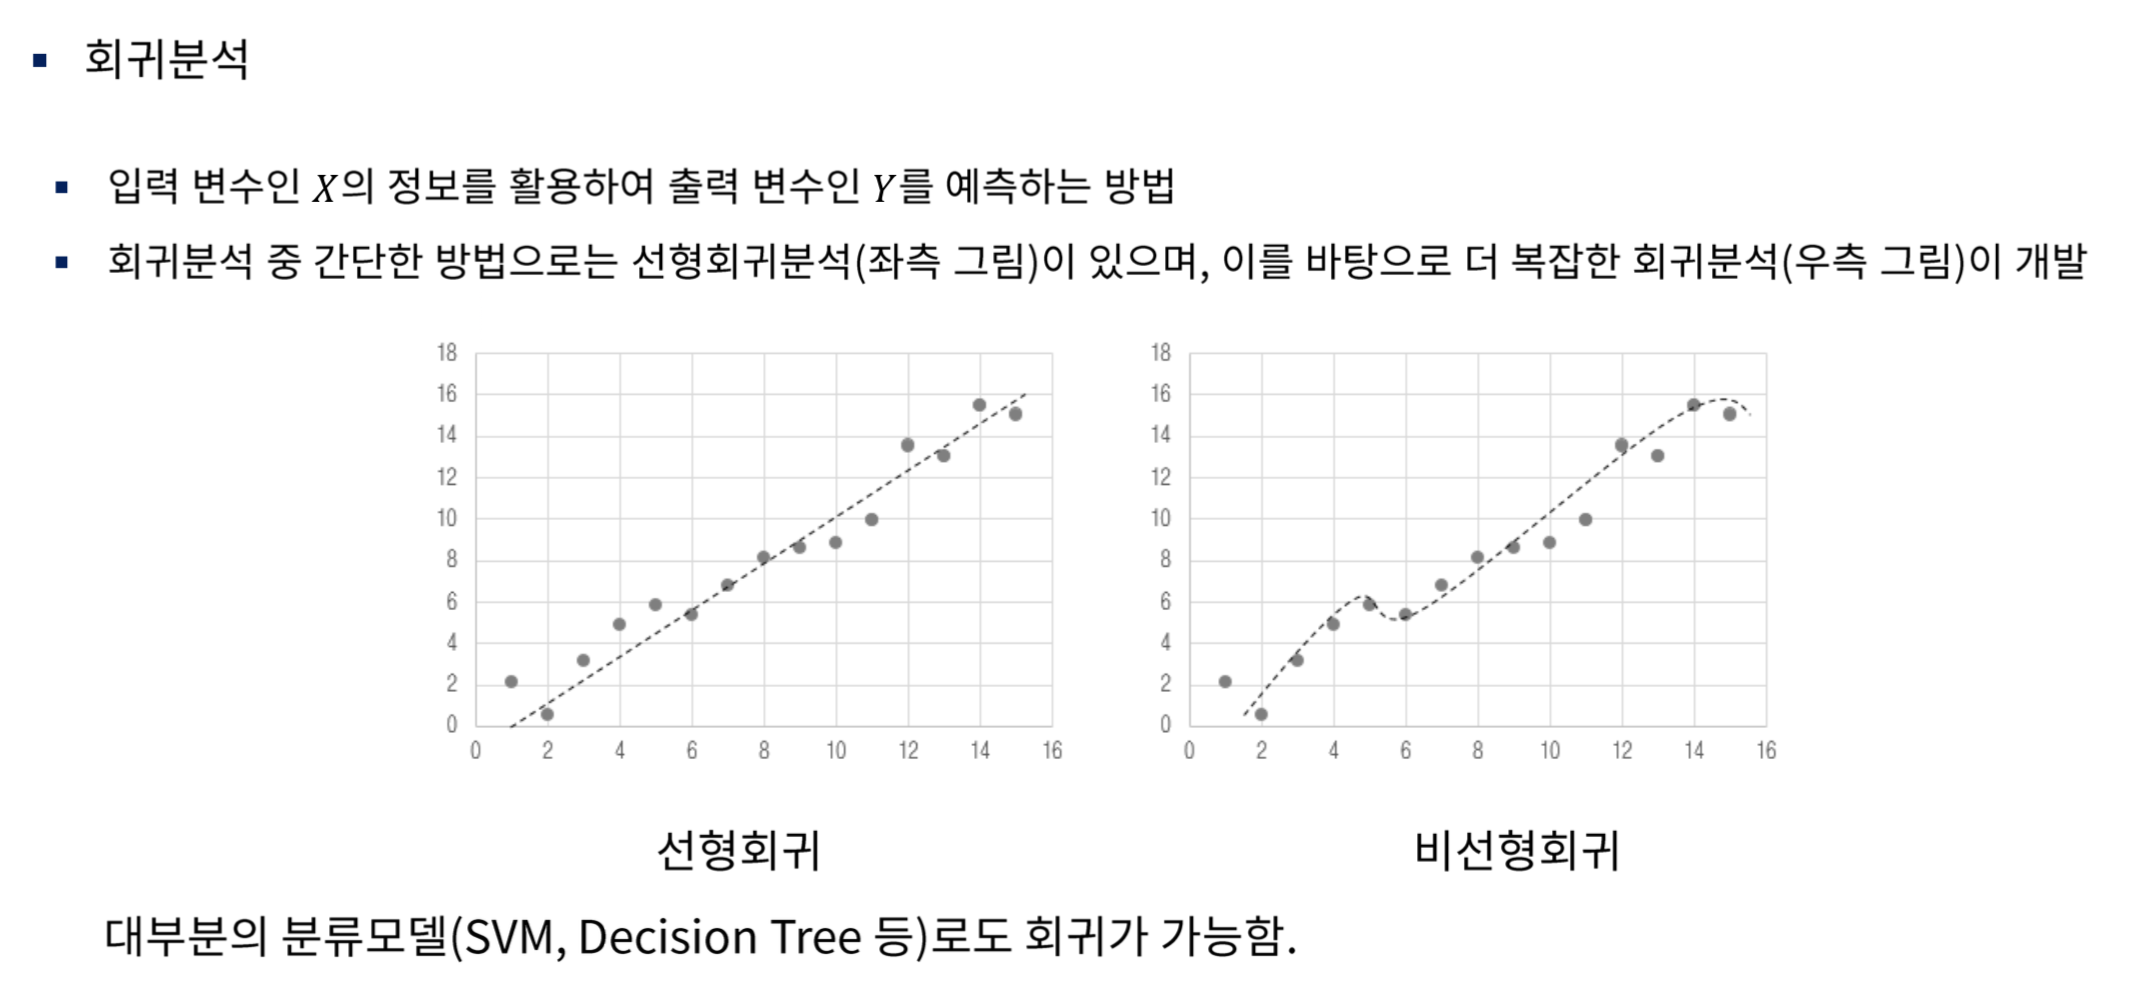 회귀분석
입력 변수인 X의 정보를 활용하여 출력 변수인 Y를 예측하는 방법
회귀분석 중 간단한 방법으로는 선형회귀분석(좌측 그림)이 있으며, 이를 바탕으로 더 복잡한 회귀분석(우측 그림)이 개발
18
16
14
12
10
8
6
4
2
0
0 2 4 6 8 10 12 14 16
선형회귀
18
16
14
12
10
8
6
4
2
0
0 2 4 6 8 10 12 14 16
비선형회귀
대부분의 분류모델(SVM, Decision Tree 등)로도 회귀가 가능함.